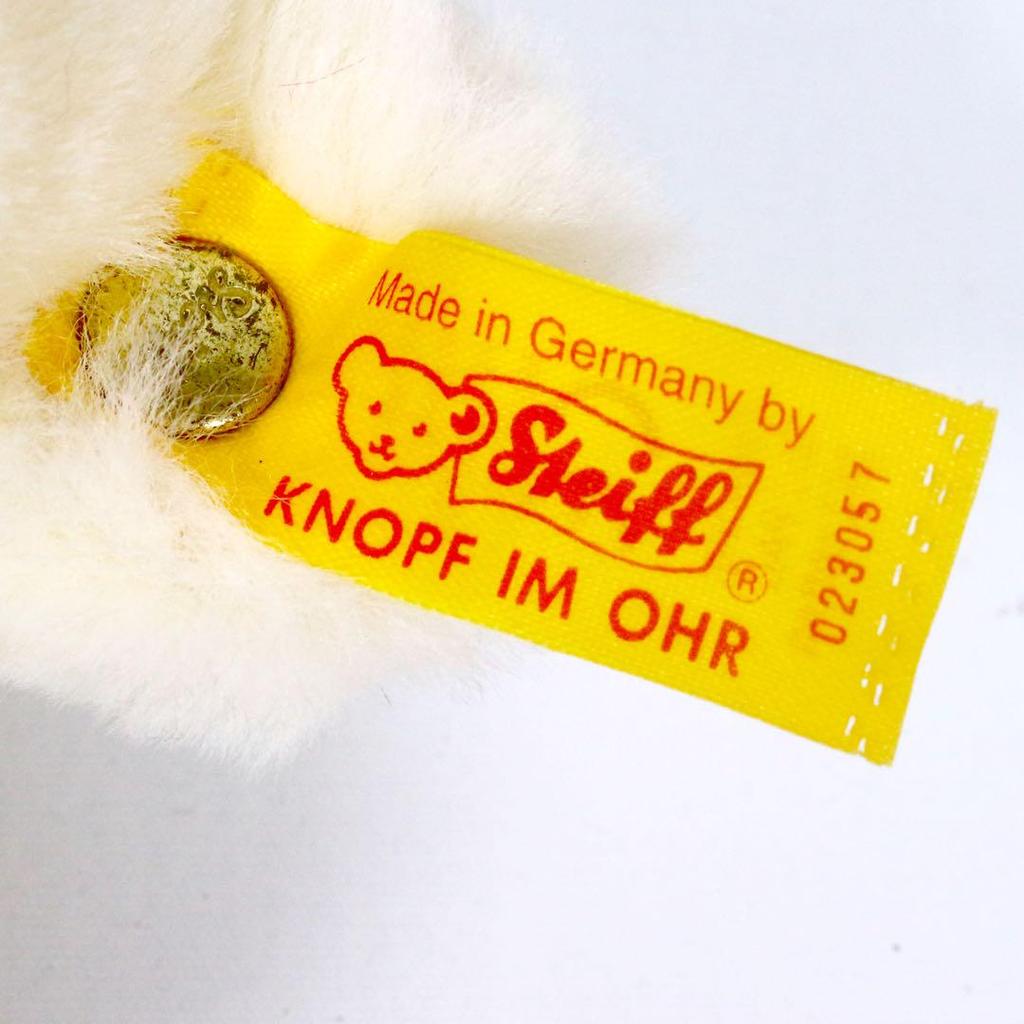 Made in Germany by
Steiff ®
KNOPF IM OHR
023057